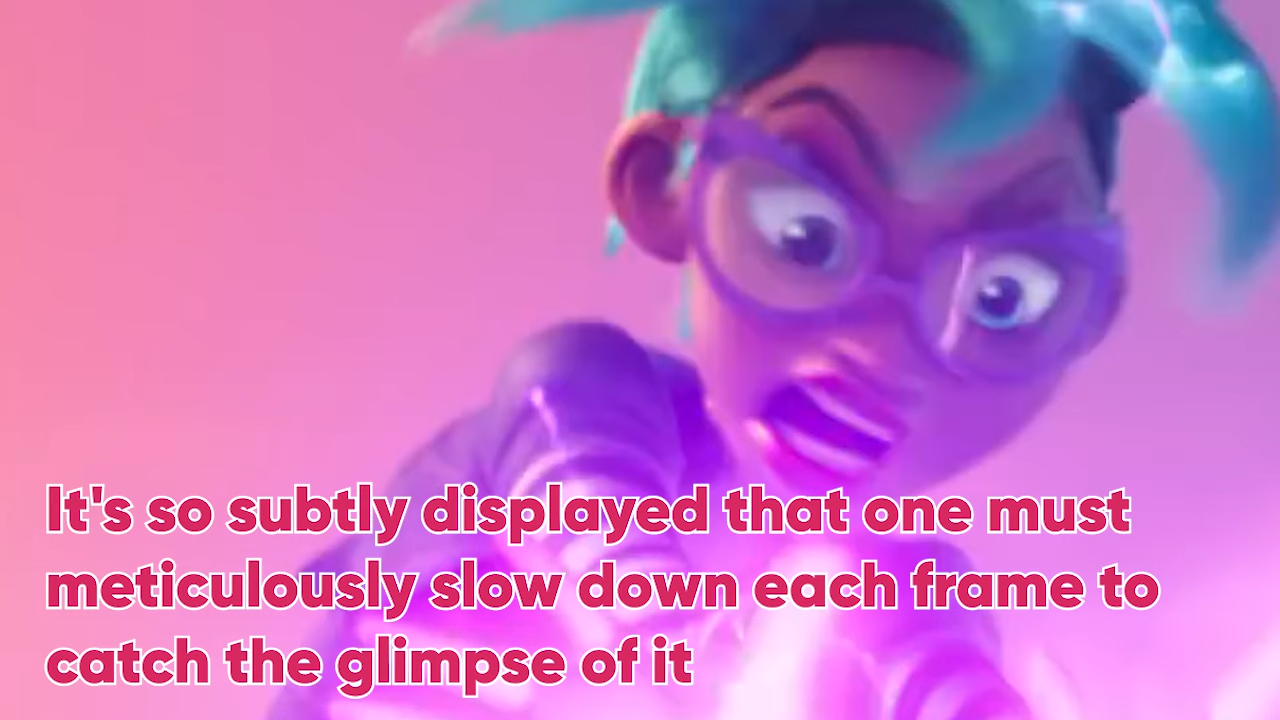 It's so subtly displayed that one must
meticulously slow down each frame to
catch the glimpse of it